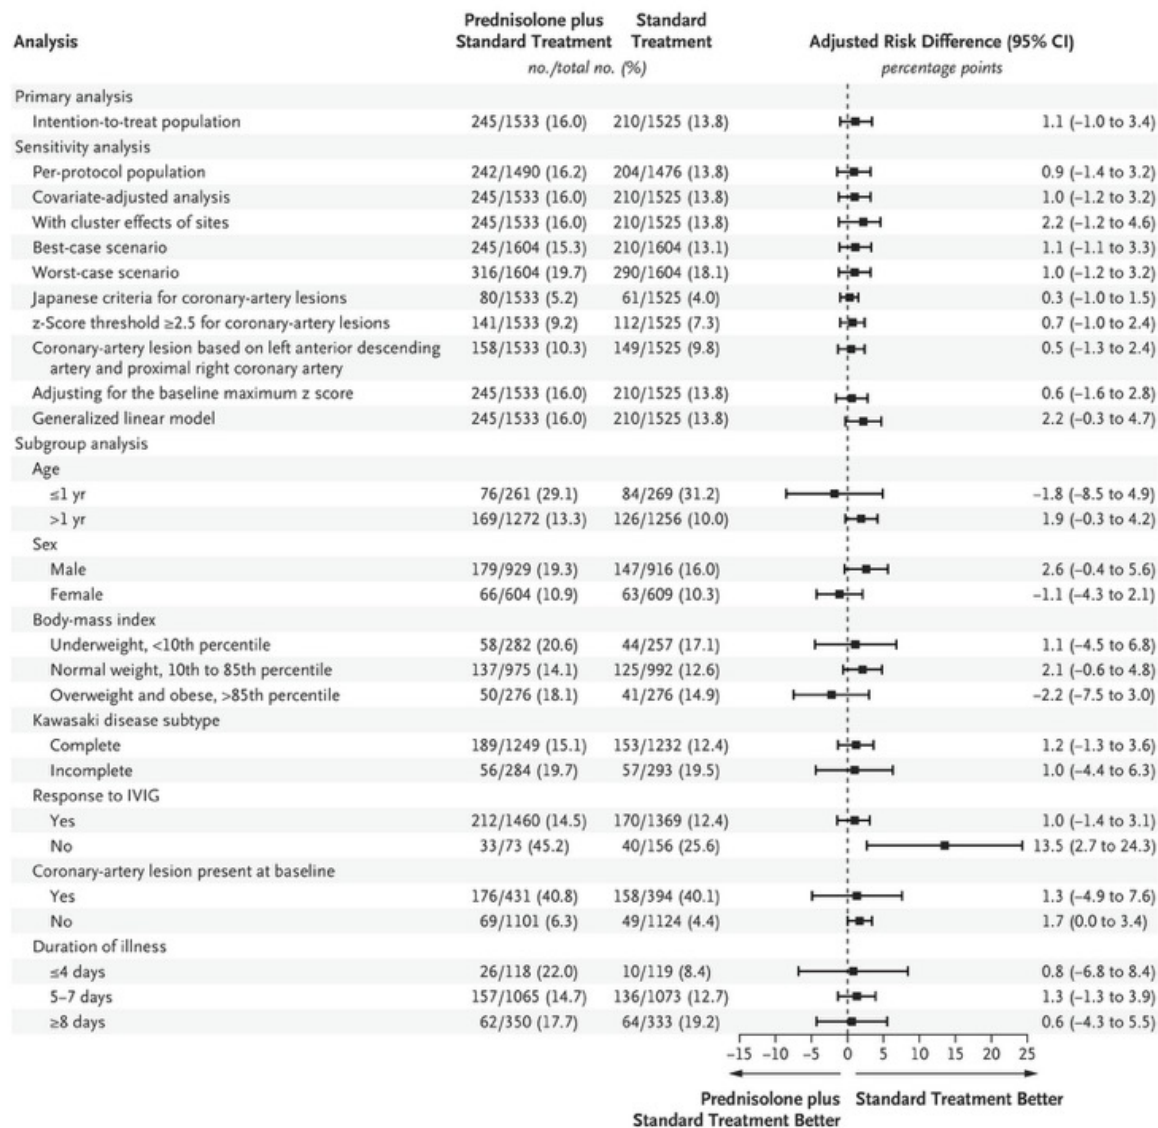 Analysis Prednisolone plus Standard Treatment Standard Treatment Adjusted Risk Difference (95% CI)
no./total no. (%) percentage points
Primary analysis
Intention-to-treat population 245/1533 (16.0) 210/1525 (13.8) 1.1 (−1.0 to 3.4)
Sensitivity analysis
Per-protocol population 242/1490 (16.2) 204/1476 (13.8) 0.9 (−1.4 to 3.2)
Covariate-adjusted analysis 245/1533 (16.0) 210/1525 (13.8) 1.0 (−1.2 to 3.2)
With cluster effects of sites 245/1533 (16.0) 210/1525 (13.8) 2.2 (−1.2 to 4.6)
Best-case scenario 245/1604 (15.3) 210/1604 (13.1) 1.1 (−1.1 to 3.3)
Worst-case scenario 316/1604 (19.7) 290/1604 (18.1) 1.0 (−1.2 to 3.2)
Japanese criteria for coronary-artery lesions 80/1533 (5.2) 61/1525 (4.0) 0.3 (−1.0 to 1.5)
z-Score threshold ≥2.5 for coronary-artery lesions 141/1533 (9.2) 112/1525 (7.3) 0.7 (−1.0 to 2.4)
Coronary-artery lesion based on left anterior descending 158/1533 (10.3) 149/1525 (9.8) 0.5 (−1.3 to 2.4)
artery and proximal right coronary artery
Adjusting for the baseline maximum z score 245/1533 (16.0) 210/1525 (13.8) 0.6 (−1.6 to 2.8)
Generalized linear model 245/1533 (16.0) 210/1525 (13.8) 2.2 (−0.3 to 4.7)
Subgroup analysis
Age
≤1 yr 76/261 (29.1) 84/269 (31.2) −1.8 (−8.5 to 4.9)
>1 yr 169/1272 (13.3) 126/1256 (10.0) 1.9 (−0.3 to 4.2)
Sex
Male 179/929 (19.3) 147/916 (16.0) 2.6 (−0.4 to 5.6)
Female 66/604 (10.9) 63/609 (10.3) −1.1 (−4.3 to 2.1)
Body-mass index
Underweight, <10th percentile 58/282 (20.6) 44/257 (17.1) 1.1 (−4.5 to 6.8)
Normal weight, 10th to 85th percentile 137/975 (14.1) 125/992 (12.6) 2.1 (−0.6 to 4.8)
Overweight and obese, >85th percentile 50/276 (18.1) 41/276 (14.9) −2.2 (−7.5 to 3.0)
Kawasaki disease subtype
Complete 189/1249 (15.1) 153/1232 (12.4) 1.2 (−1.3 to 3.6)
Incomplete 56/284 (19.7) 57/293 (19.5) 1.0 (−4.4 to 6.3)
Response to IVIG
Yes 212/1460 (14.5) 170/1369 (12.4) 1.0 (−1.4 to 3.1)
No 33/73 (45.2) 40/156 (25.6) 13.5 (2.7 to 24.3)
Coronary-artery lesion present at baseline
Yes 176/431 (40.8) 158/394 (40.1) 1.3 (−4.9 to 7.6)
No 69/1101 (6.3) 49/1124 (4.4) 1.7 (0.0 to 3.4)
Duration of illness
≤4 days 26/118 (22.0) 10/119 (8.4) 0.8 (−6.8 to 8.4)
5–7 days 157/1065 (14.7) 136/1073 (12.7) 1.3 (−1.3 to 3.9)
≥8 days 62/350 (17.7) 64/333 (19.2) 0.6 (−4.3 to 5.5)
−15 −10 −5 0 5 10 15 20 25
Prednisolone plus Standard Treatment Better
Standard Treatment Better